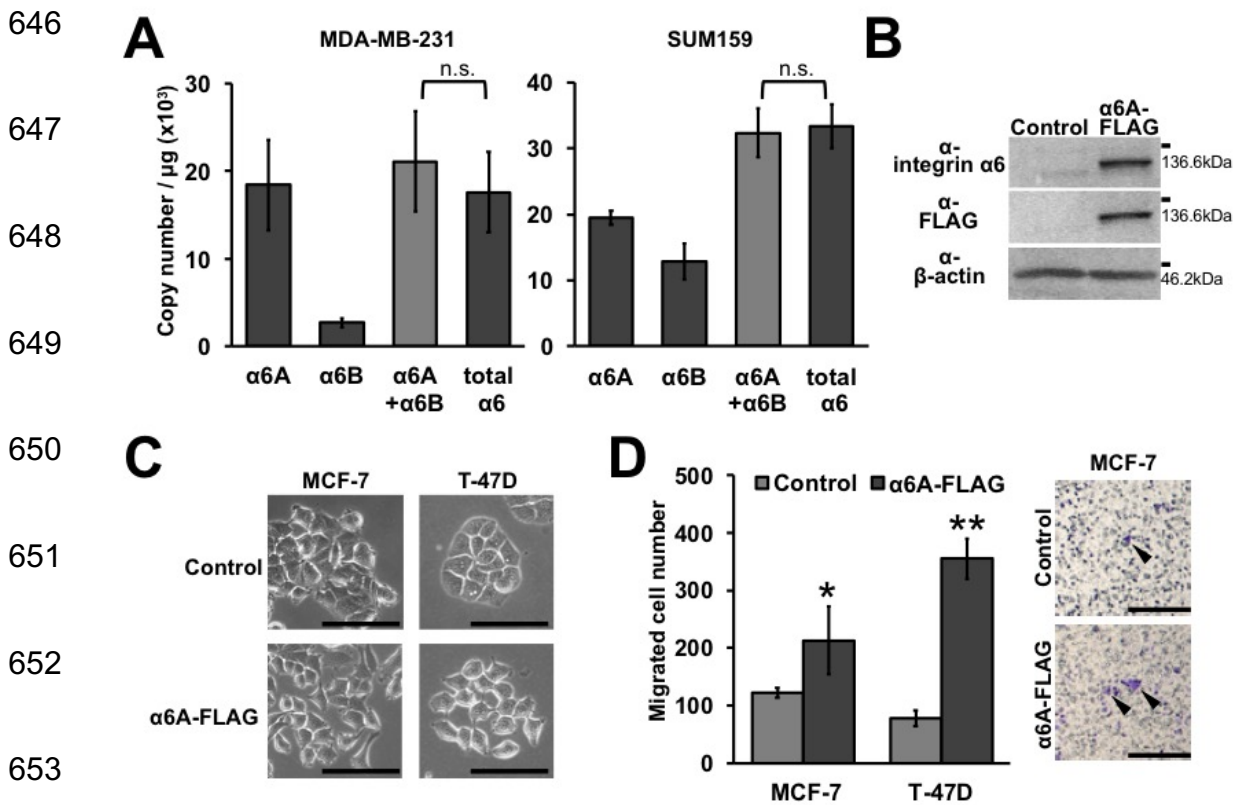 646
647
648
649
650
651
652
653
A
MDA-MB-231
SUM159
Copy number / µg (x10³)
30
20
10
0
n.s.
α6A
α6B
α6A
+α6B
total
α6
40
30
20
10
0
n.s.
α6A
α6B
α6A
+α6B
total
α6
B
Control
α6A-
FLAG
α-
integrin α6
136.6kDa
α-
FLAG
136.6kDa
α-
β-actin
46.2kDa
C
MCF-7
T-47D
Control
α6A-FLAG
D
Migrated cell number
500
400
300
200
100
0
Control
α6A-FLAG
*
**
MCF-7
T-47D
MCF-7
Control
α6A-FLAG